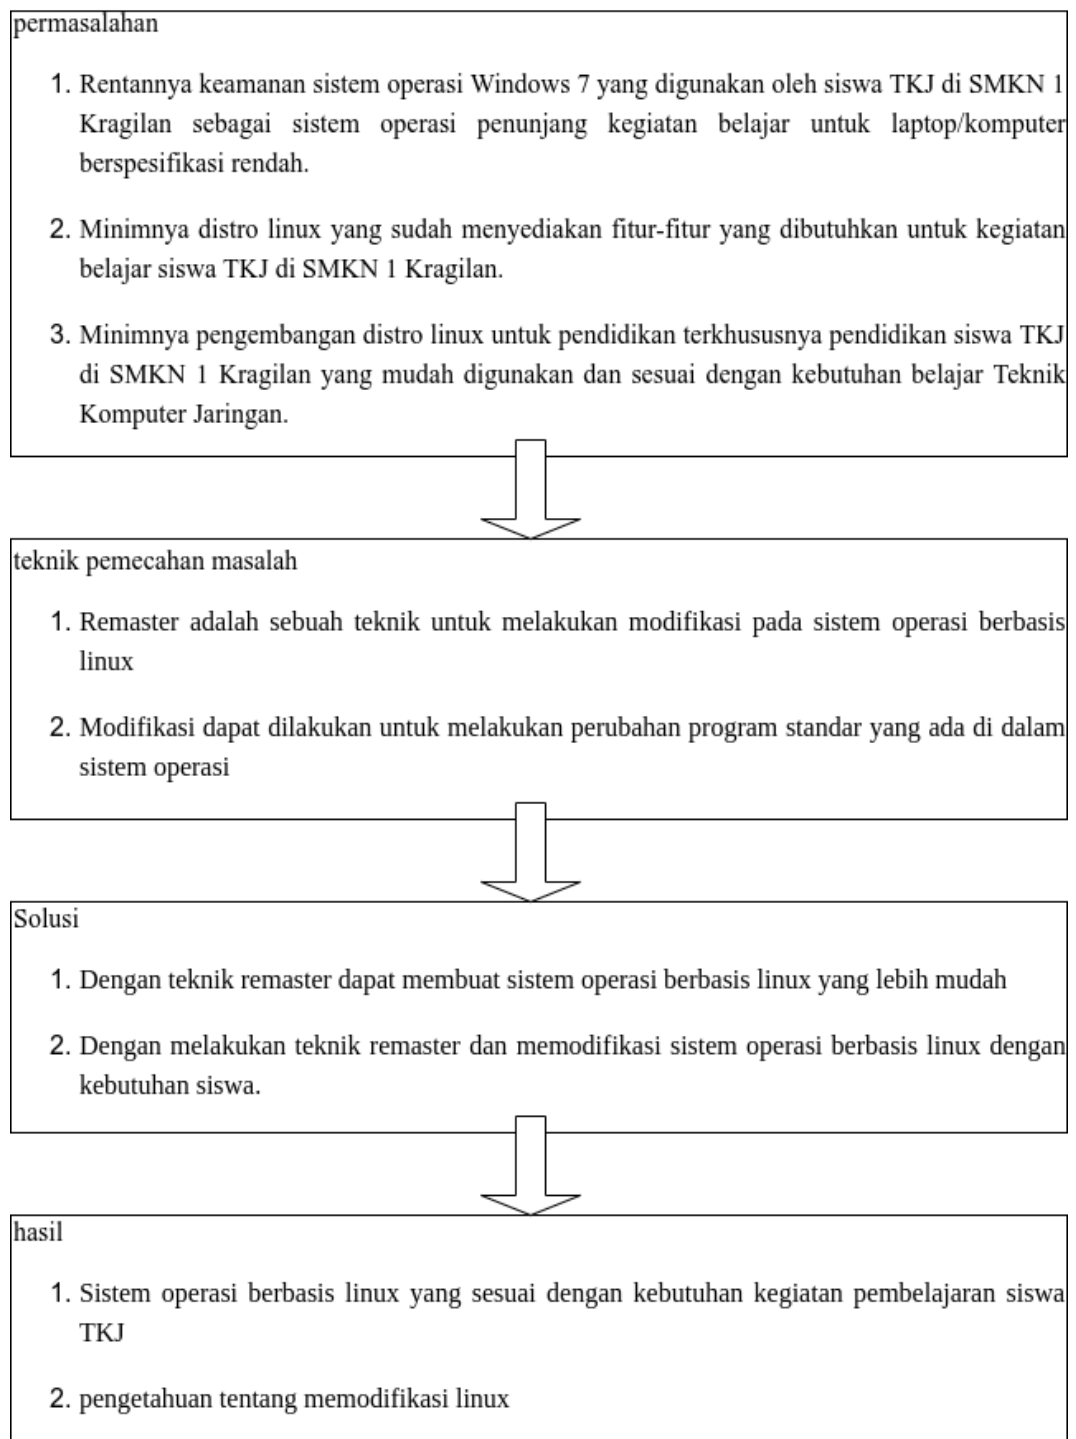 permasalahan
1. Rentannya keamanan sistem operasi Windows 7 yang digunakan oleh siswa TKJ di SMKN 1
Kragilan sebagai sistem operasi penunjang kegiatan belajar untuk laptop/komputer
berspesifikasi rendah.
2. Minimnya distro linux yang sudah menyediakan fitur-fitur yang dibutuhkan untuk kegiatan
belajar siswa TKJ di SMKN 1 Kragilan.
3. Minimnya pengembangan distro linux untuk pendidikan terkhususnya pendidikan siswa TKJ
di SMKN 1 Kragilan yang mudah digunakan dan sesuai dengan kebutuhan belajar Teknik
Komputer Jaringan.
teknik pemecahan masalah
1. Remaster adalah sebuah teknik untuk melakukan modifikasi pada sistem operasi berbasis
linux
2. Modifikasi dapat dilakukan untuk melakukan perubahan program standar yang ada di dalam
sistem operasi
Solusi
1. Dengan teknik remaster dapat membuat sistem operasi berbasis linux yang lebih mudah
2. Dengan melakukan teknik remaster dan memodifikasi sistem operasi berbasis linux dengan
kebutuhan siswa.
hasil
1. Sistem operasi berbasis linux yang sesuai dengan kebutuhan kegiatan pembelajaran siswa
TKJ
2. pengetahuan tentang memodifikasi linux